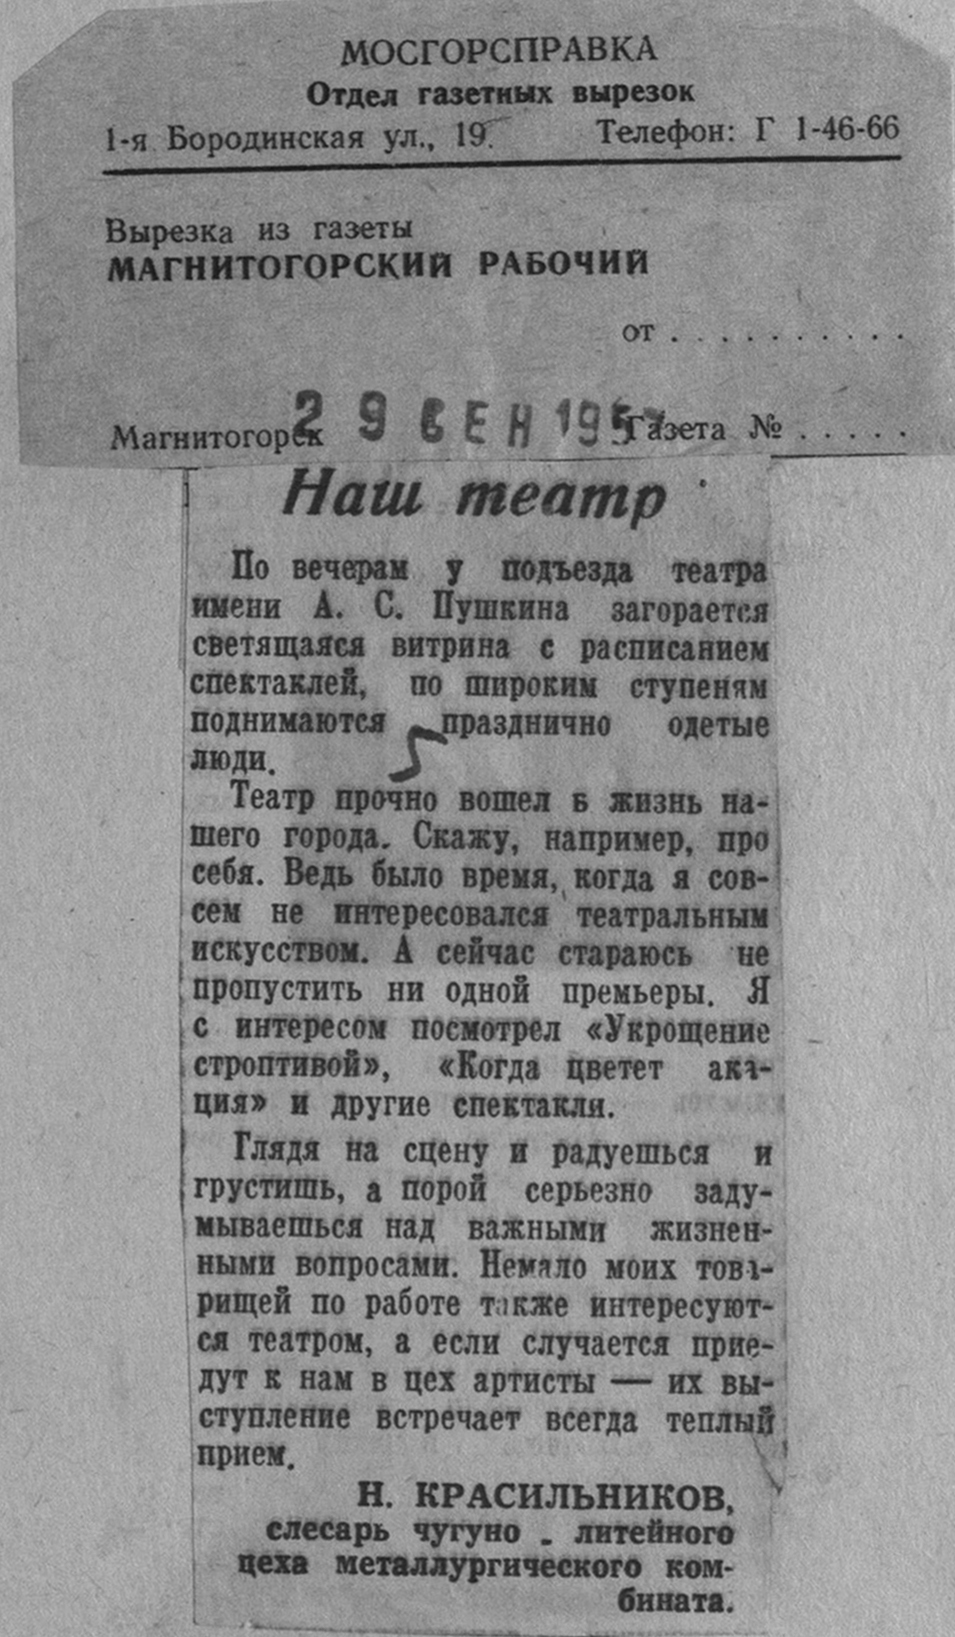 МОСГОРСПРАВКА
Отдел газетных вырезок
1-я Бородинская ул., 19. Телефон: Г 1-46-66
Вырезка из газеты
МАГНИТОГОРСКИЙ РАБОЧИЙ
от . . . . . . . . . .
Магнитогорск 29 СЕН 1957 Газета № . . . . .
Наш театр
По вечерам у подъезда театра
имени А. С. Пушкина загорается
светящаяся витрина с расписанием
спектаклей, по широким ступеням
поднимаются празднично одетые
люди.
Театр прочно вошел в жизнь на-
шего города. Скажу, например, про
себя. Ведь было время, когда я сов-
сем не интересовался театральным
искусством. А сейчас стараюсь не
пропустить ни одной премьеры. Я
с интересом посмотрел «Укрощение
строптивой», «Когда цветет ака-
ция» и другие спектакли.
Глядя на сцену и радуешься и
грустишь, а порой серьезно заду-
мываешься над важными жизнен-
ными вопросами. Немало моих това-
рищей по работе также интересуют-
ся театром, а если случается прие-
дут к нам в цех артисты — их вы-
ступление встречает всегда теплый
прием.
Н. КРАСИЛЬНИКОВ,
слесарь чугуно - литейного
цеха металлургического ком-
бината.